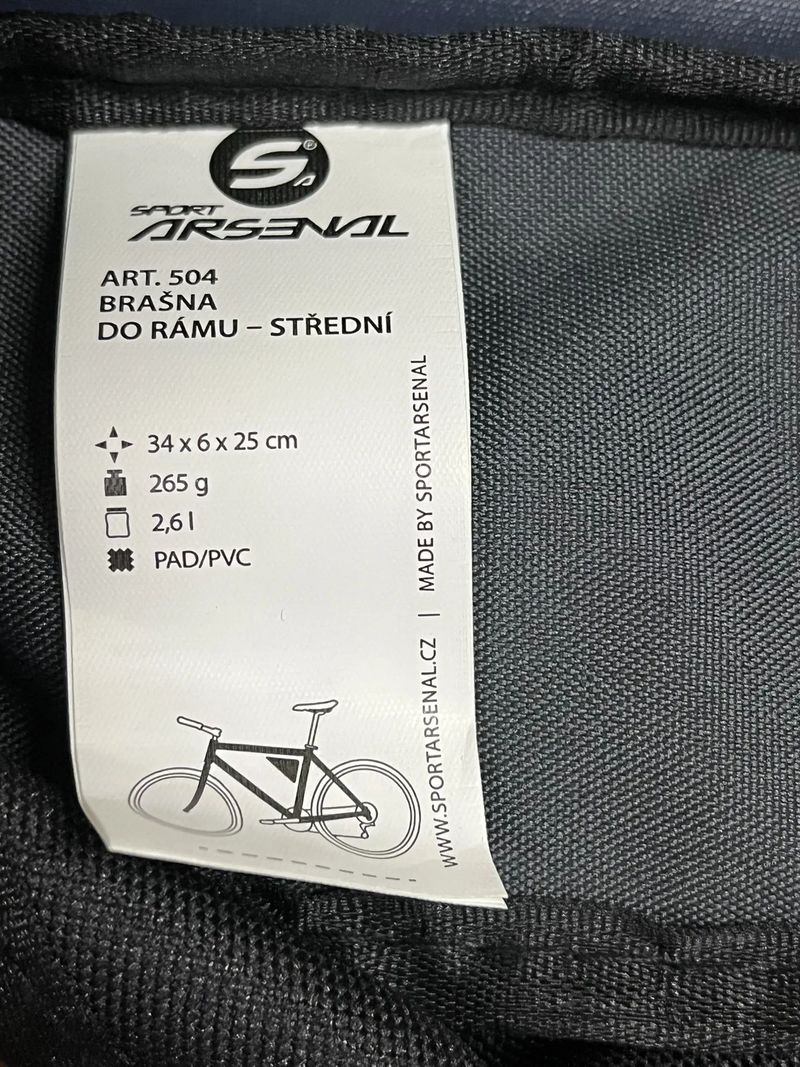 S®
A
SPORT
ARSENAL
ART. 504
BRAŠNA
DO RÁMU – STŘEDNÍ
34 x 6 x 25 cm
265 g
2,6 l
PAD/PVC
WWW.SPORTARSENAL.CZ | MADE BY SPORTARSENAL